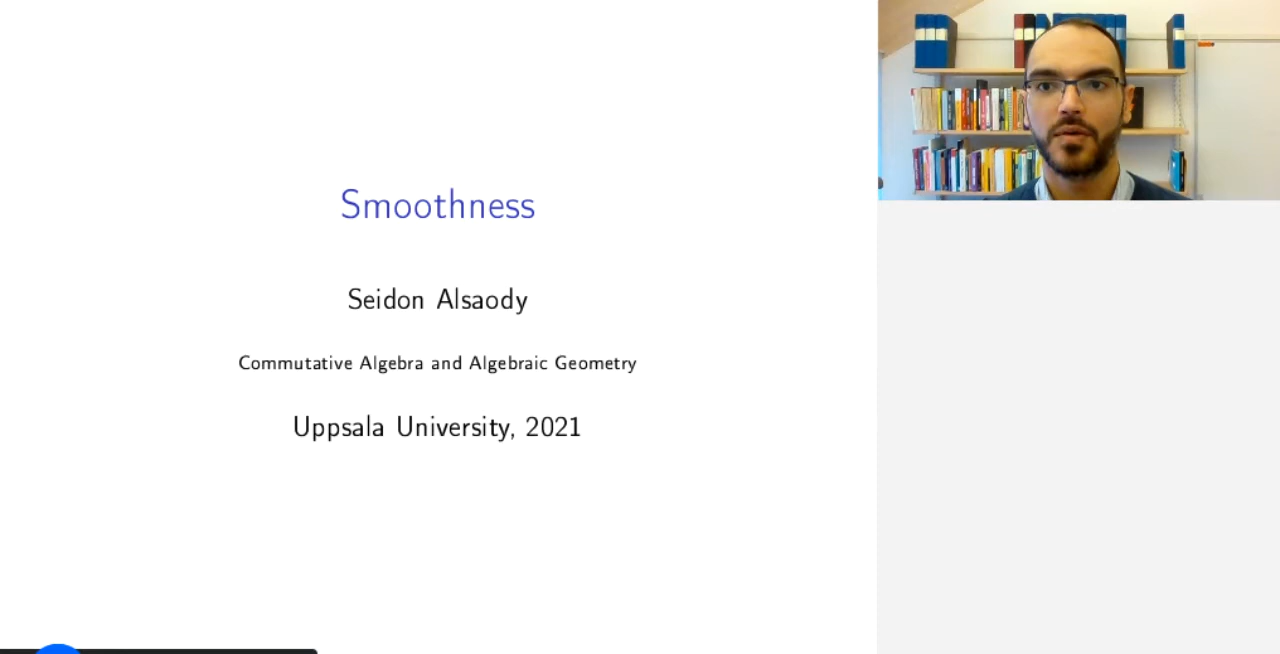 Smoothness
Seidon Alsaody
Commutative Algebra and Algebraic Geometry
Uppsala University, 2021